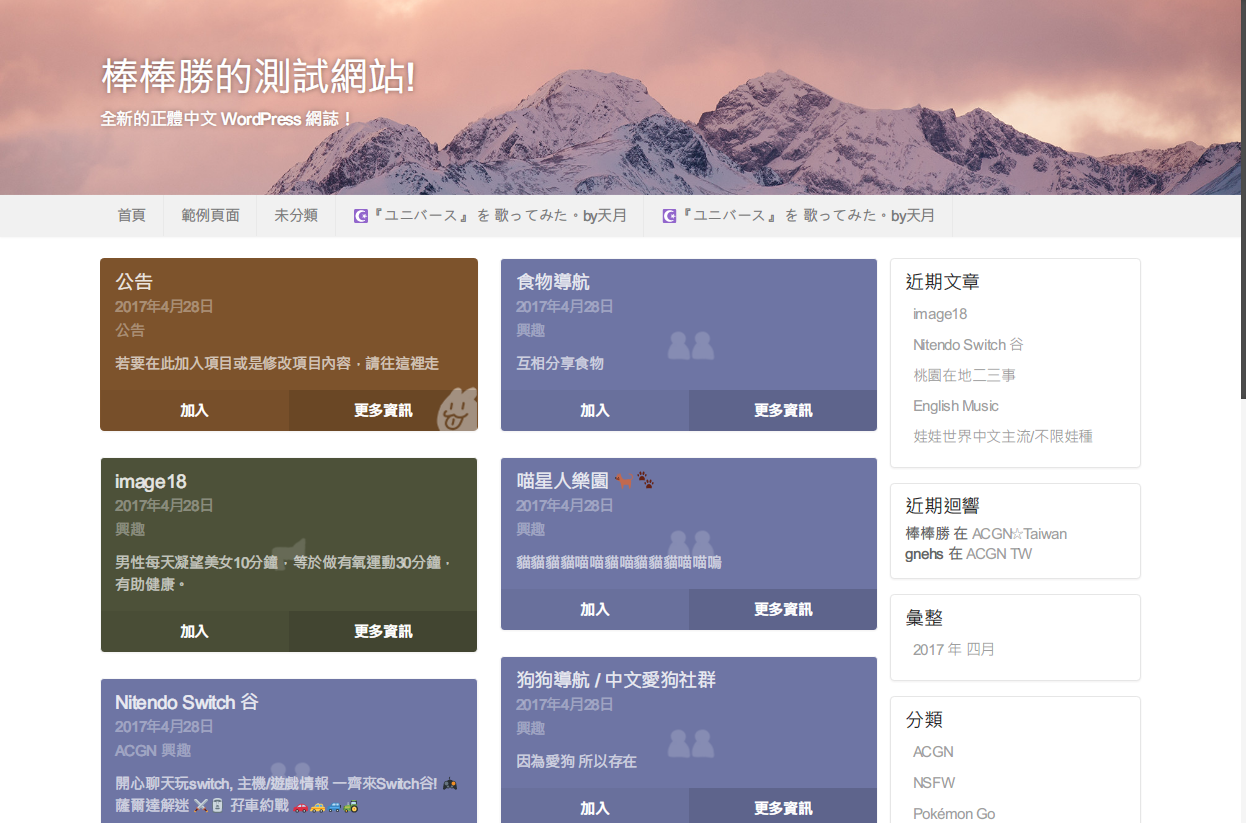 棒棒勝的測試網站!
全新的正體中文 WordPress 網誌！
首頁
範例頁面
未分類
『ユニバース』 を 歌ってみた。by天月
『ユニバース』 を 歌ってみた。by天月
公告
2017年4月28日
公告
若要在此加入項目或是修改項目內容，請往這裡走
加入 更多資訊
image18
2017年4月28日
興趣
男性每天凝望美女10分鐘，等於做有氧運動30分鐘，
有助健康。
加入 更多資訊
Nitendo Switch 谷
2017年4月28日
ACGN 興趣
開心聊天玩switch, 主機/遊戲情報 一齊來Switch谷! 🎮
薩爾達解迷 ⚔️🥫 孖車約戰 🚗🚕🚙🚜
食物導航
2017年4月28日
興趣
互相分享食物
加入 更多資訊
喵星人樂園 🐕🐾
2017年4月28日
興趣
貓貓貓貓喵喵貓喵貓貓貓喵喵嗚
加入 更多資訊
狗狗導航 / 中文愛狗社群
2017年4月28日
興趣
因為愛狗 所以存在
加入 更多資訊
近期文章
image18
Nitendo Switch 谷
桃園在地二三事
English Music
娃娃世界中文主流/不限娃種
近期迴響
棒棒勝 在 ACGN☆Taiwan
gnehs 在 ACGN TW
彙整
2017 年 四月
分類
ACGN
NSFW
Pokémon Go